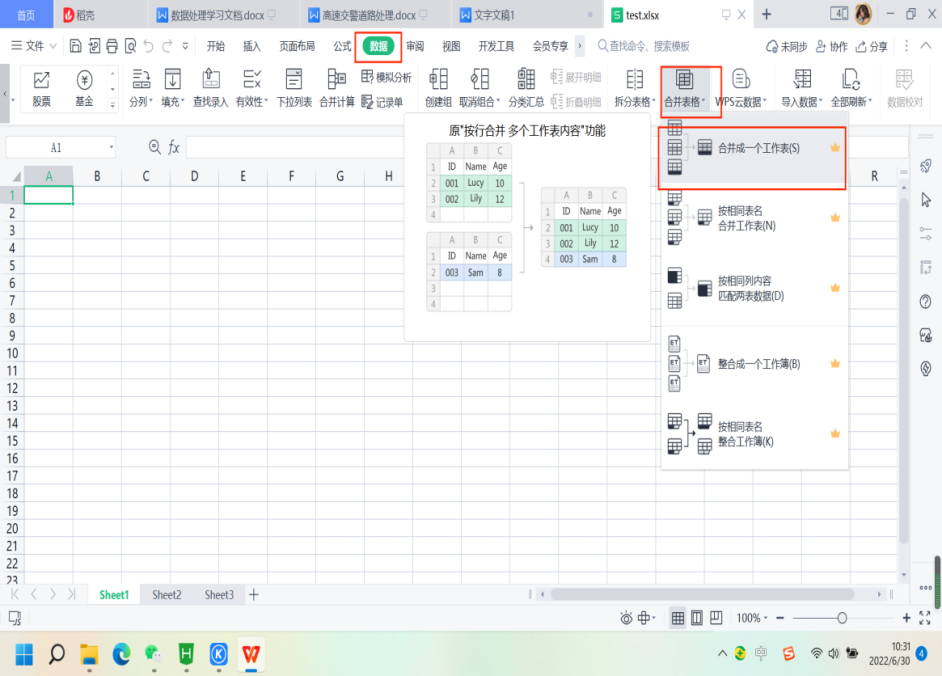 首页
稻壳
数据处理学习文档.docx
高速交警道路处理.docx
文字文稿1
test.xlsx
文件
开始
插入
页面布局
公式
数据
审阅
视图
开发工具
会员专享
查找命令、搜索模板
未同步
协作
分享
股票
基金
分列
填充
查找录入
有效性
下拉列表
合并计算
模拟分析
记录单
创建组
取消组合
分类汇总
展开明细
折叠明细
拆分表格
合并表格
WPS云数据
导入数据
全部刷新
数据校对
A1
fx
原"按行合并 多个工作表内容"功能
A B C
1 ID Name Age
2 001 Lucy 10
3 002 Lily 12
4
A B C
1 ID Name Age
2 003 Sam 8
3
4
A B C
1 ID Name Age
2 001 Lucy 10
3 002 Lily 12
4 003 Sam 8
合并成一个工作表(S)
按相同表名
合并工作表(N)
按相同列内容
匹配两表数据(D)
ET
ET
ET
ET
整合成一个工作簿(B)
按相同表名
整合工作簿(K)
A B C D E F G H R
1
2
3
4
5
6
7
8
9
10
11
12
13
14
15
16
17
18
19
20
21
22
23
Sheet1 Sheet2 Sheet3
100%
中
10:31
2022/6/30
4